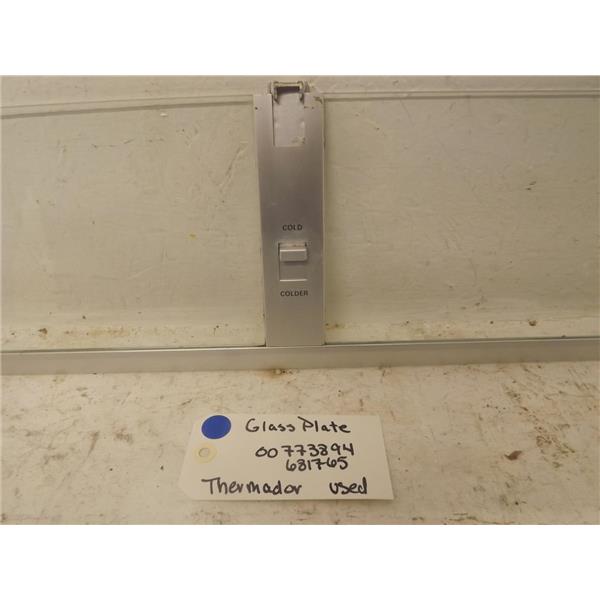 COLD
COLDER
Glass Plate
00773894
681765
Thermador used